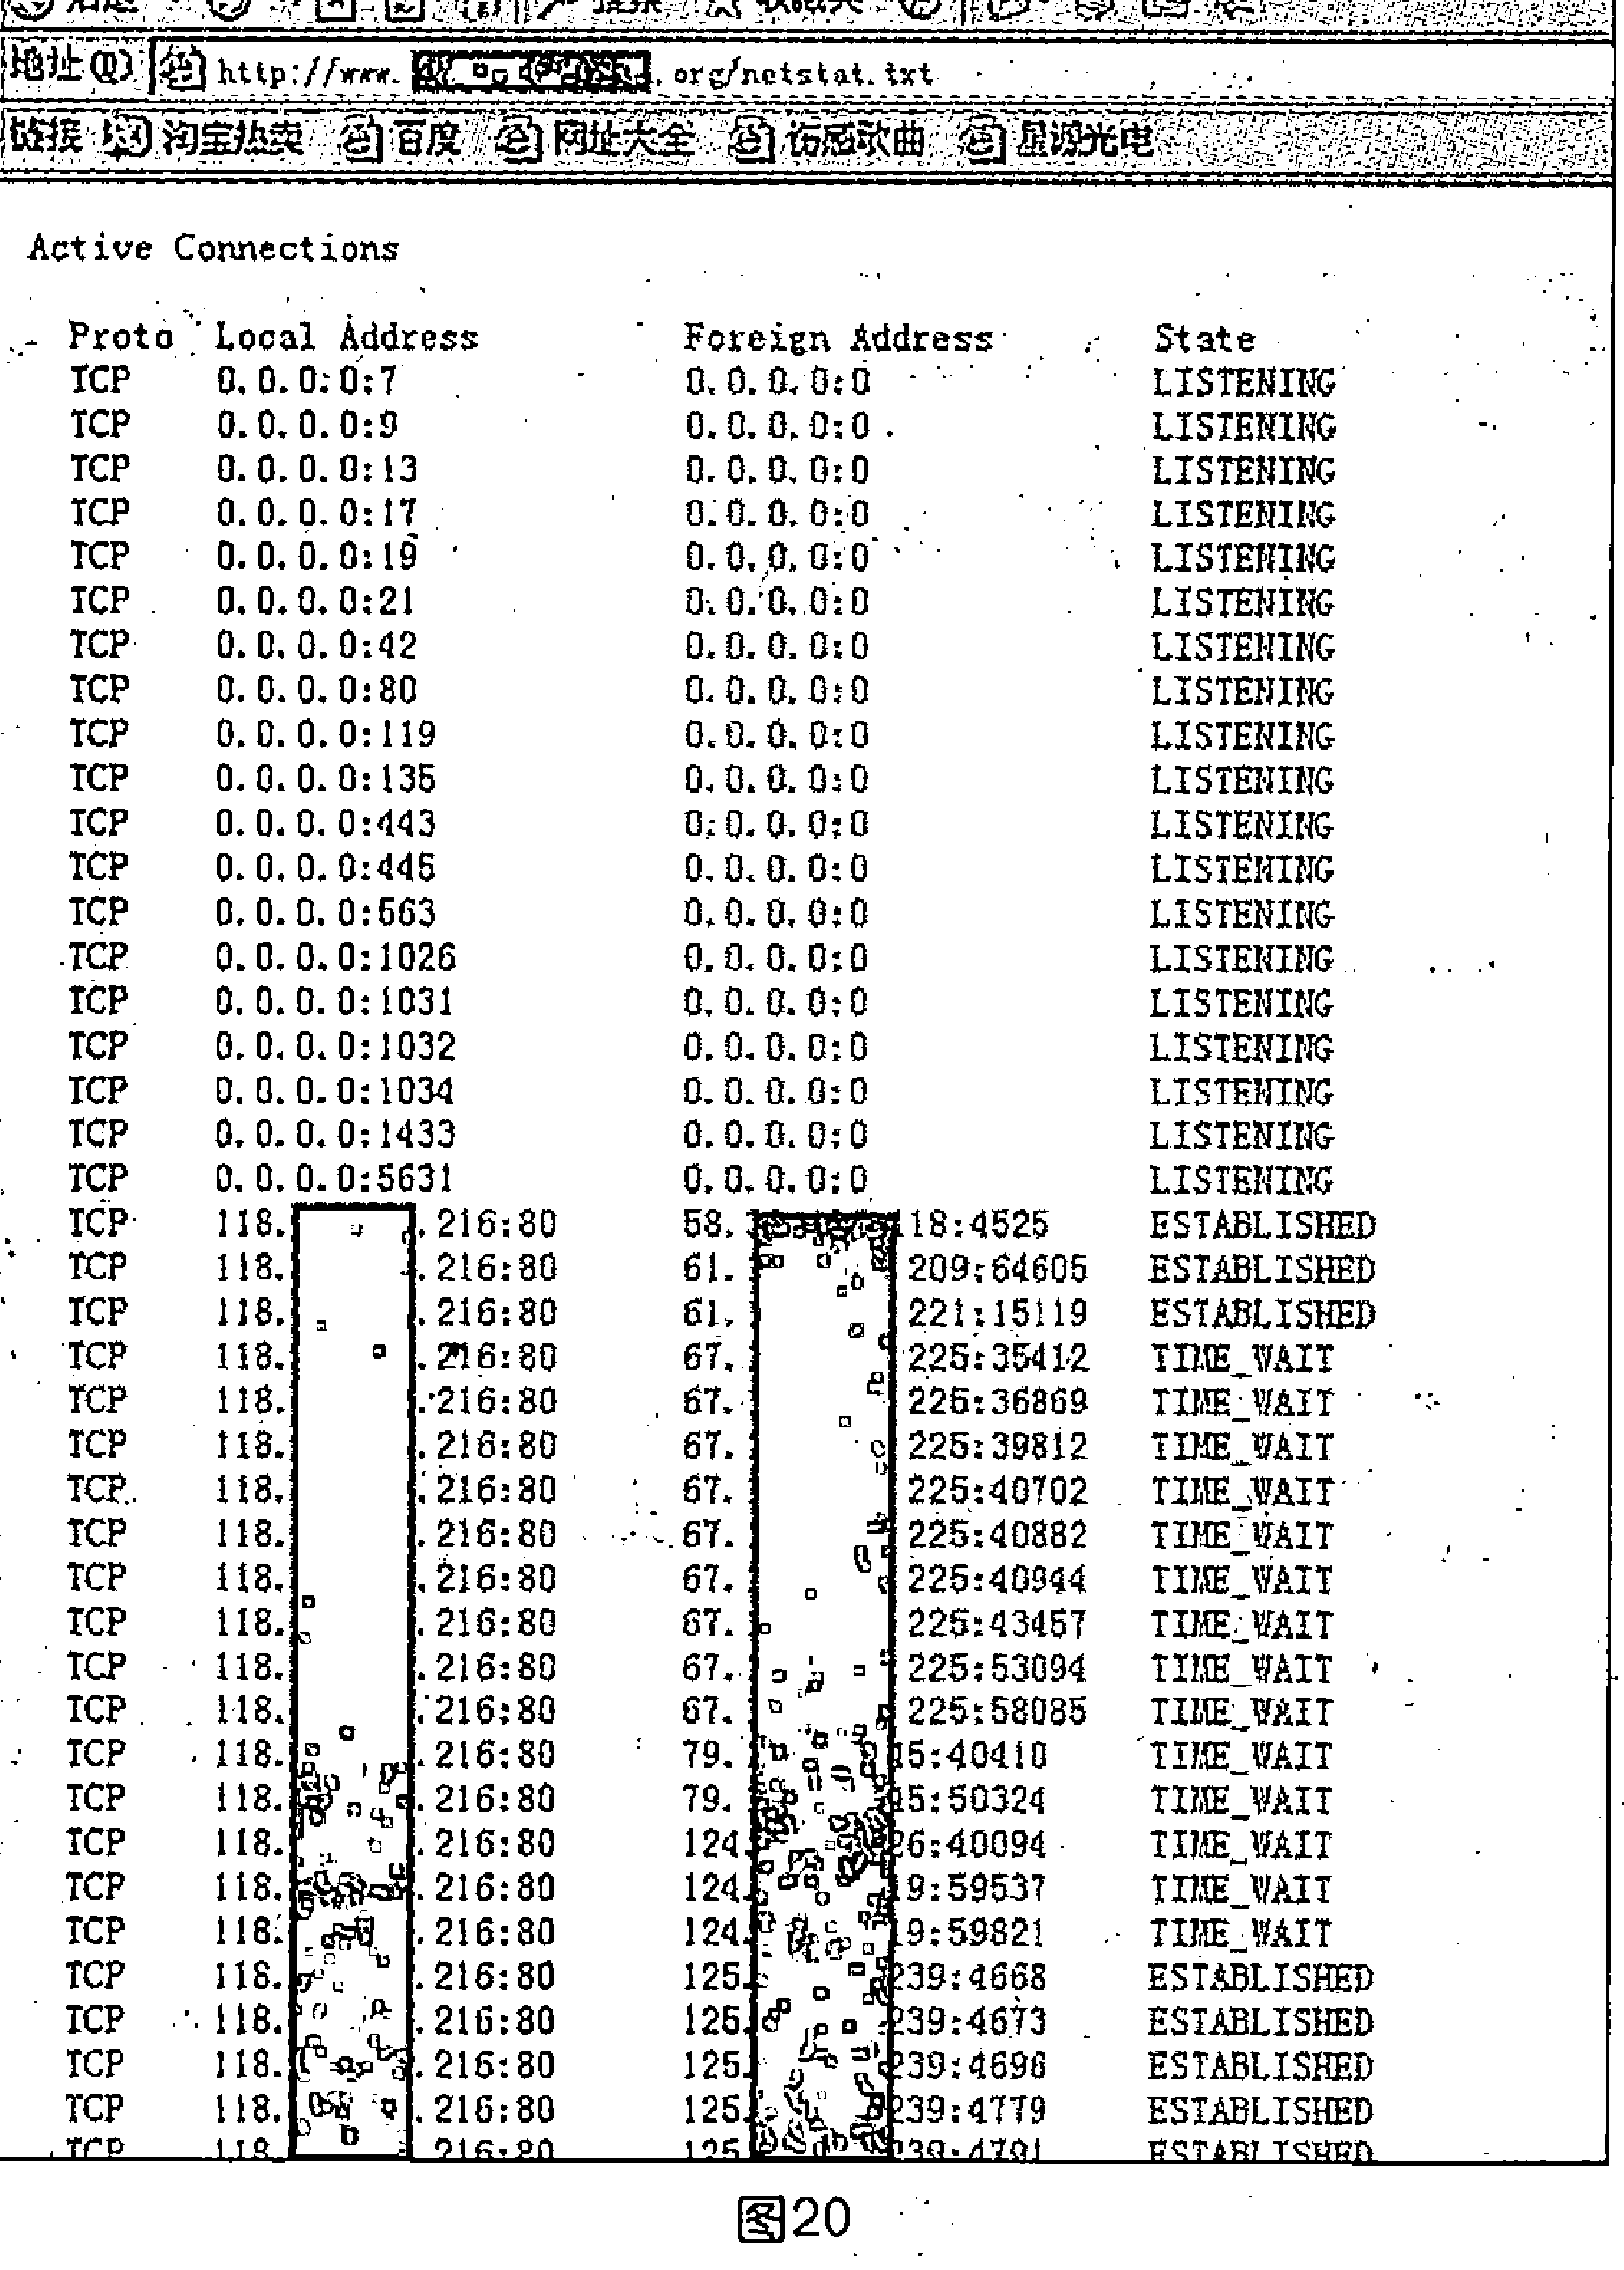 地址(D) http://www. .org/netstat.txt
链接 淘宝热卖 百度 网址大全 伤感歌曲 星源光电
Active Connections
Proto Local Address Foreign Address State
TCP 0.0.0.0:7 0.0.0.0:0 LISTENING
TCP 0.0.0.0:9 0.0.0.0:0 LISTENING
TCP 0.0.0.0:13 0.0.0.0:0 LISTENING
TCP 0.0.0.0:17 0.0.0.0:0 LISTENING
TCP 0.0.0.0:19 0.0.0.0:0 LISTENING
TCP 0.0.0.0:21 0.0.0.0:0 LISTENING
TCP 0.0.0.0:42 0.0.0.0:0 LISTENING
TCP 0.0.0.0:80 0.0.0.0:0 LISTENING
TCP 0.0.0.0:119 0.0.0.0:0 LISTENING
TCP 0.0.0.0:135 0.0.0.0:0 LISTENING
TCP 0.0.0.0:443 0.0.0.0:0 LISTENING
TCP 0.0.0.0:445 0.0.0.0:0 LISTENING
TCP 0.0.0.0:563 0.0.0.0:0 LISTENING
TCP 0.0.0.0:1026 0.0.0.0:0 LISTENING
TCP 0.0.0.0:1031 0.0.0.0:0 LISTENING
TCP 0.0.0.0:1032 0.0.0.0:0 LISTENING
TCP 0.0.0.0:1034 0.0.0.0:0 LISTENING
TCP 0.0.0.0:1433 0.0.0.0:0 LISTENING
TCP 0.0.0.0:5631 0.0.0.0:0 LISTENING
TCP 118. .216:80 58. 118:4525 ESTABLISHED
TCP 118. .216:80 61. 209:64605 ESTABLISHED
TCP 118. .216:80 61. 221:15119 ESTABLISHED
TCP 118. .216:80 67. 225:35412 TIME_WAIT
TCP 118. .216:80 67. 225:36869 TIME_WAIT
TCP 118. .216:80 67. 225:39812 TIME_WAIT
TCP 118. .216:80 67. 225:40702 TIME_WAIT
TCP 118. .216:80 67. 225:40882 TIME_WAIT
TCP 118. .216:80 67. 225:40944 TIME_WAIT
TCP 118. .216:80 67. 225:43457 TIME_WAIT
TCP 118. .216:80 67. 225:53094 TIME_WAIT
TCP 118. .216:80 67. 225:58085 TIME_WAIT
TCP 118. .216:80 79. 5:40410 TIME_WAIT
TCP 118. .216:80 79. 5:50324 TIME_WAIT
TCP 118. .216:80 124. 26:40094 TIME_WAIT
TCP 118. .216:80 124. 19:59537 TIME_WAIT
TCP 118. .216:80 124. 19:59821 TIME_WAIT
TCP 118. .216:80 125. 239:4668 ESTABLISHED
TCP 118. .216:80 125. 239:4673 ESTABLISHED
TCP 118. .216:80 125. 239:4696 ESTABLISHED
TCP 118. .216:80 125. 239:4779 ESTABLISHED
TCP 118. .216:80 125. 239:4791 ESTABLISHED
图20